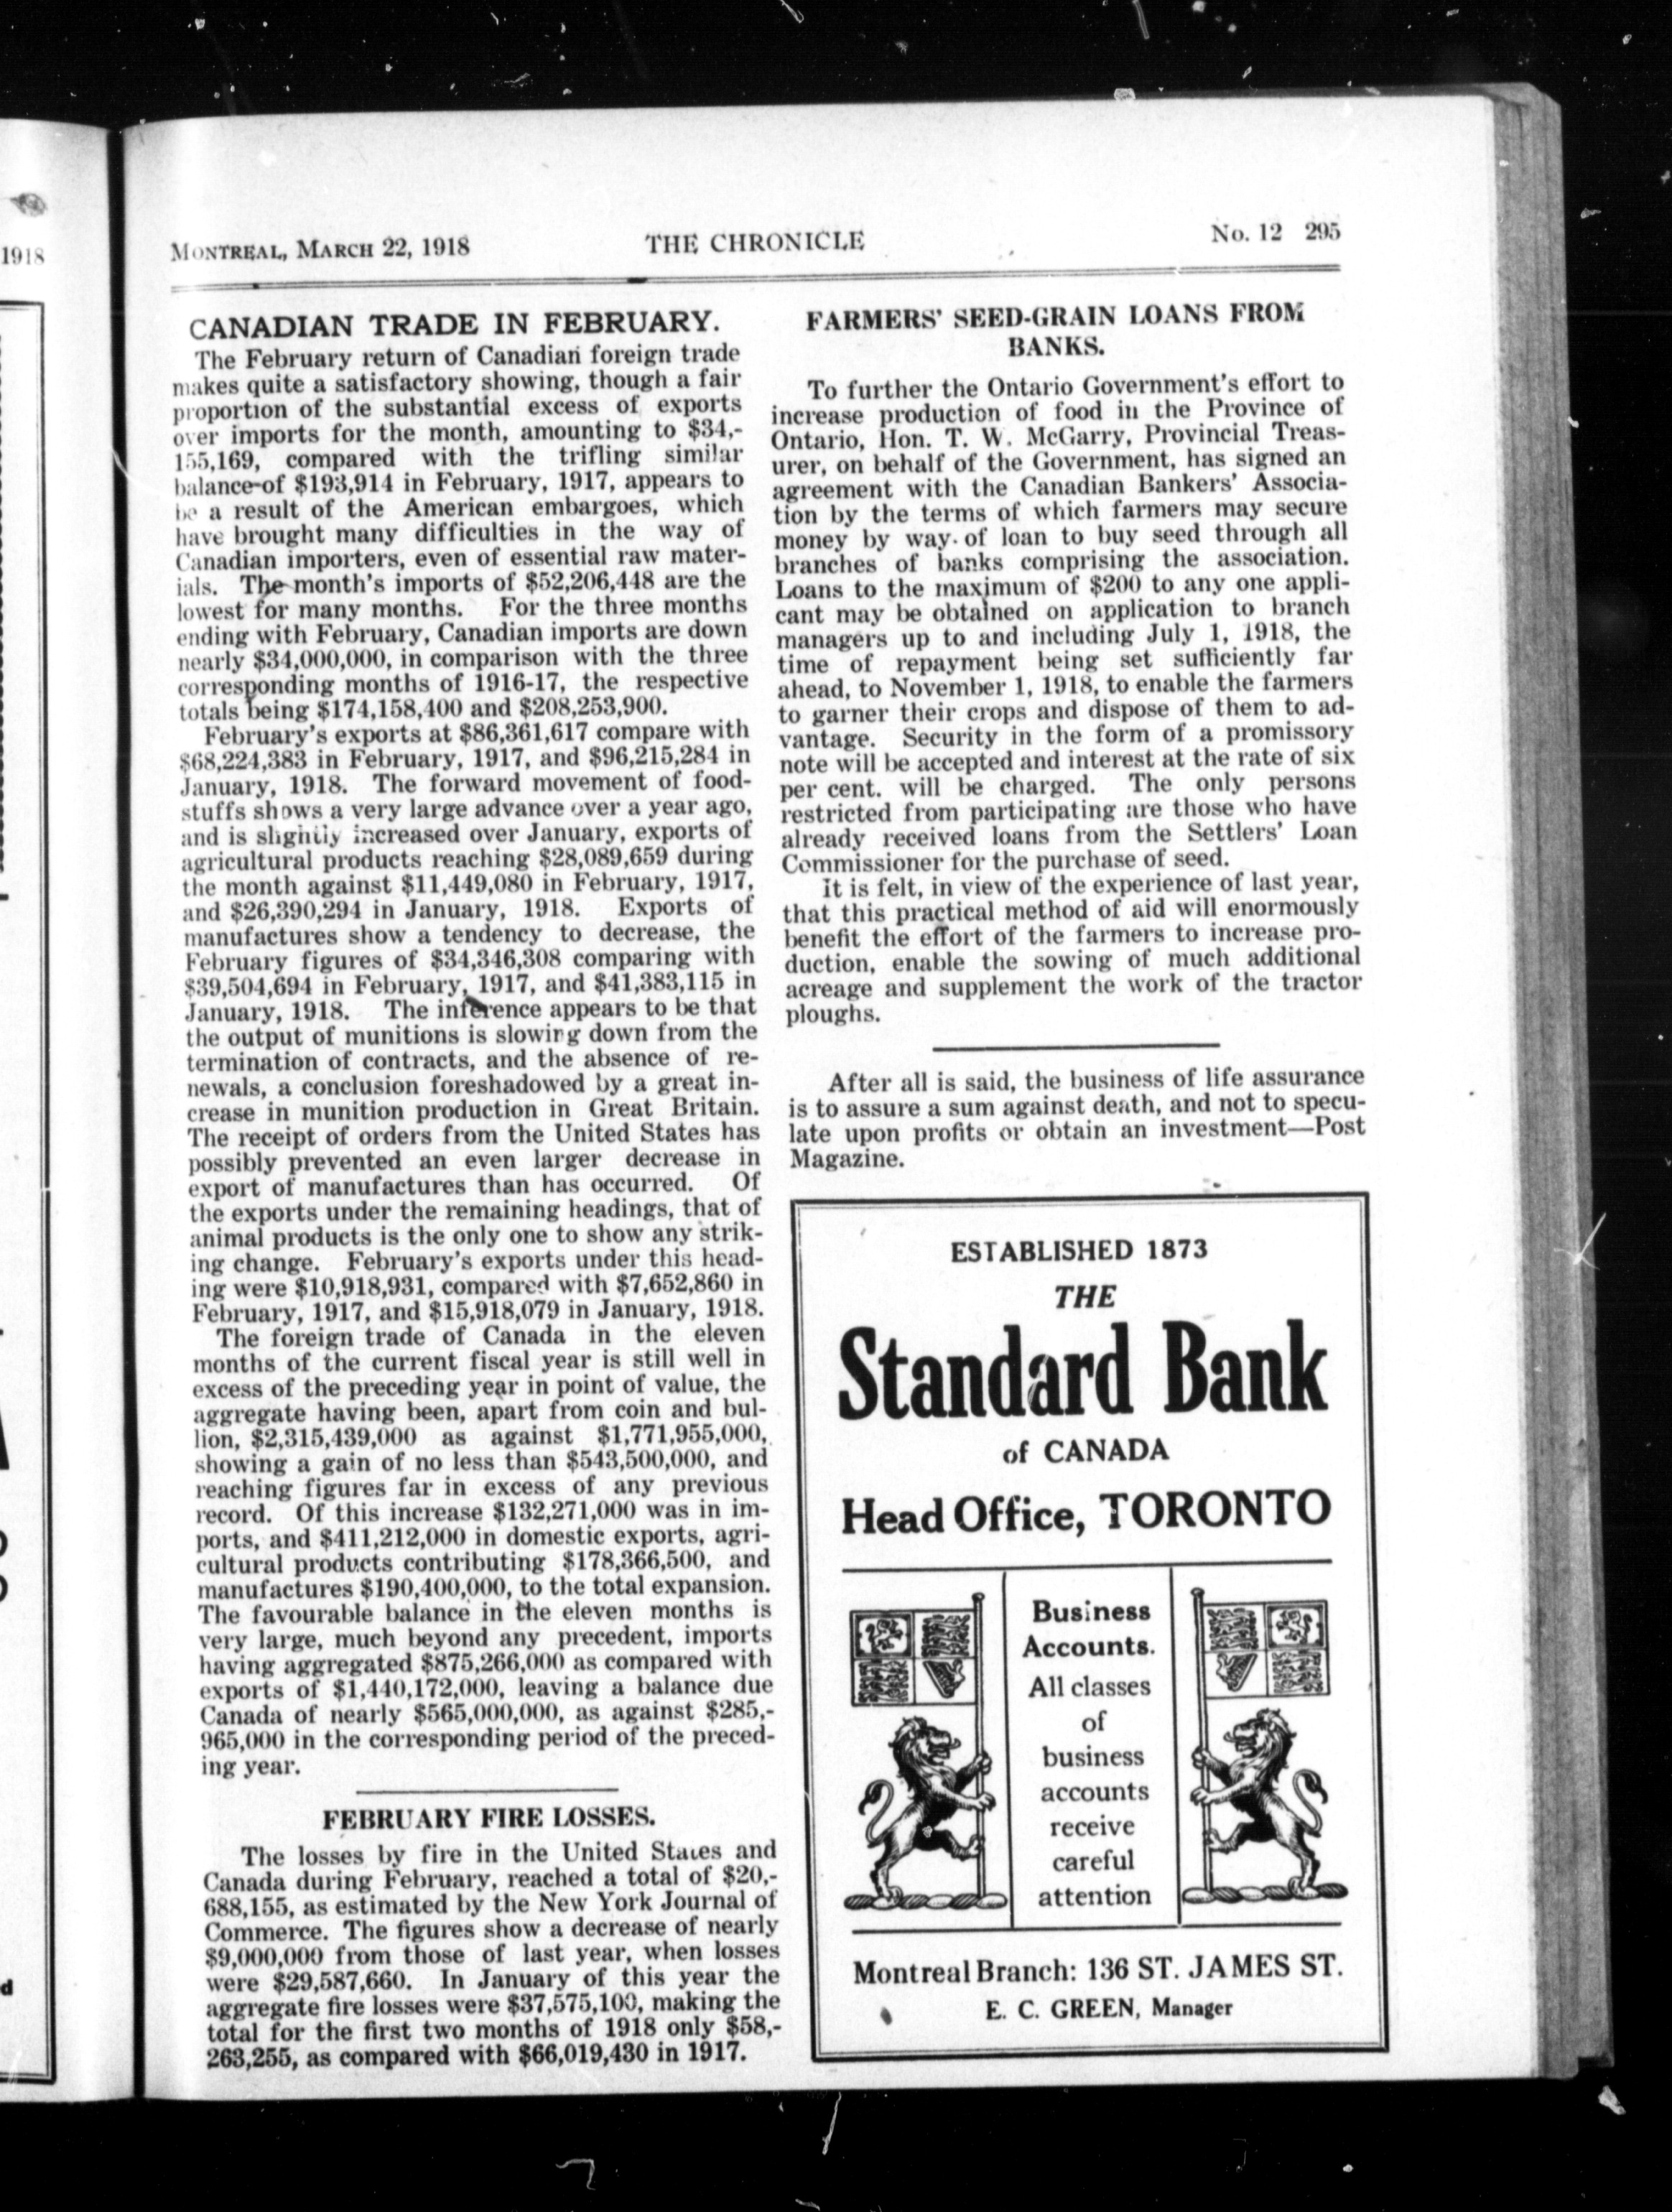 1918
d
MONTREAL, MARCH 22, 1918 THE CHRONICLE No. 12 295
CANADIAN TRADE IN FEBRUARY.
The February return of Canadian foreign trade
makes quite a satisfactory showing, though a fair
proportion of the substantial excess of exports
over imports for the month, amounting to $34,-
155,169, compared with the trifling similar
balance of $193,914 in February, 1917, appears to
be a result of the American embargoes, which
have brought many difficulties in the way of
Canadian importers, even of essential raw mater-
ials. The month's imports of $52,206,448 are the
lowest for many months. For the three months
ending with February, Canadian imports are down
nearly $34,000,000, in comparison with the three
corresponding months of 1916-17, the respective
totals being $174,158,400 and $208,253,900.
February's exports at $86,361,617 compare with
$68,224,383 in February, 1917, and $96,215,284 in
January, 1918. The forward movement of food-
stuffs shows a very large advance over a year ago,
and is slightly increased over January, exports of
agricultural products reaching $28,089,659 during
the month against $11,449,080 in February, 1917,
and $26,390,294 in January, 1918. Exports of
manufactures show a tendency to decrease, the
February figures of $34,346,308 comparing with
$39,504,694 in February, 1917, and $41,383,115 in
January, 1918. The inference appears to be that
the output of munitions is slowing down from the
termination of contracts, and the absence of re-
newals, a conclusion foreshadowed by a great in-
crease in munition production in Great Britain.
The receipt of orders from the United States has
possibly prevented an even larger decrease in
export of manufactures than has occurred. Of
the exports under the remaining headings, that of
animal products is the only one to show any strik-
ing change. February's exports under this head-
ing were $10,918,931, compared with $7,652,860 in
February, 1917, and $15,918,079 in January, 1918.
The foreign trade of Canada in the eleven
months of the current fiscal year is still well in
excess of the preceding year in point of value, the
aggregate having been, apart from coin and bul-
lion, $2,315,439,000 as against $1,771,955,000,
showing a gain of no less than $543,500,000, and
reaching figures far in excess of any previous
record. Of this increase $132,271,000 was in im-
ports, and $411,212,000 in domestic exports, agri-
cultural products contributing $178,366,500, and
manufactures $190,400,000, to the total expansion.
The favourable balance in the eleven months is
very large, much beyond any precedent, imports
having aggregated $875,266,000 as compared with
exports of $1,440,172,000, leaving a balance due
Canada of nearly $565,000,000, as against $285,-
965,000 in the corresponding period of the preced-
ing year.
FEBRUARY FIRE LOSSES.
The losses by fire in the United States and
Canada during February, reached a total of $20,-
688,155, as estimated by the New York Journal of
Commerce. The figures show a decrease of nearly
$9,000,000 from those of last year, when losses
were $29,587,660. In January of this year the
aggregate fire losses were $37,575,100, making the
total for the first two months of 1918 only $58,-
263,255, as compared with $66,019,430 in 1917.
FARMERS' SEED-GRAIN LOANS FROM
BANKS.
To further the Ontario Government's effort to
increase production of food in the Province of
Ontario, Hon. T. W. McGarry, Provincial Treas-
urer, on behalf of the Government, has signed an
agreement with the Canadian Bankers' Associa-
tion by the terms of which farmers may secure
money by way of loan to buy seed through all
branches of banks comprising the association.
Loans to the maximum of $200 to any one appli-
cant may be obtained on application to branch
managers up to and including July 1, 1918, the
time of repayment being set sufficiently far
ahead, to November 1, 1918, to enable the farmers
to garner their crops and dispose of them to ad-
vantage. Security in the form of a promissory
note will be accepted and interest at the rate of six
per cent. will be charged. The only persons
restricted from participating are those who have
already received loans from the Settlers' Loan
Commissioner for the purchase of seed.
It is felt, in view of the experience of last year,
that this practical method of aid will enormously
benefit the effort of the farmers to increase pro-
duction, enable the sowing of much additional
acreage and supplement the work of the tractor
ploughs.
After all is said, the business of life assurance
is to assure a sum against death, and not to specu-
late upon profits or obtain an investment—Post
Magazine.
ESTABLISHED 1873
THE
Standard Bank
of CANADA
Head Office, TORONTO
Business
Accounts.
All classes
of
business
accounts
receive
careful
attention
Montreal Branch: 136 ST. JAMES ST.
E. C. GREEN, Manager